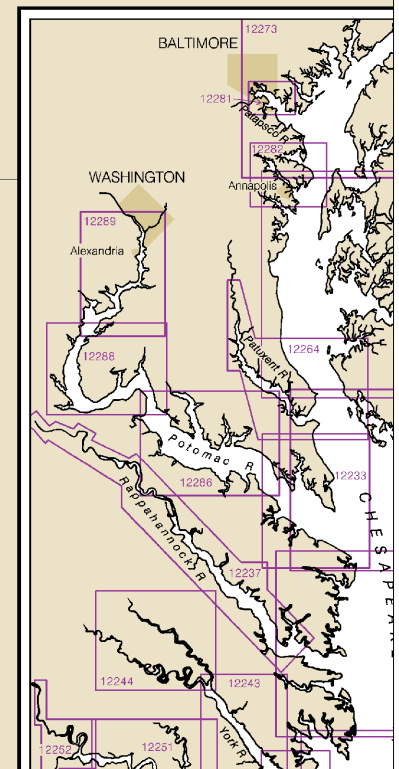 12273
BALTIMORE
12281
Patapsco R
12282
WASHINGTON
Annapolis
12289
Alexandria
12288
Patuxent R
12264
Potomac R
12286
12233
Rappahannock R
CHESAPEAKE
12237
12244
12243
York R
12252
12251